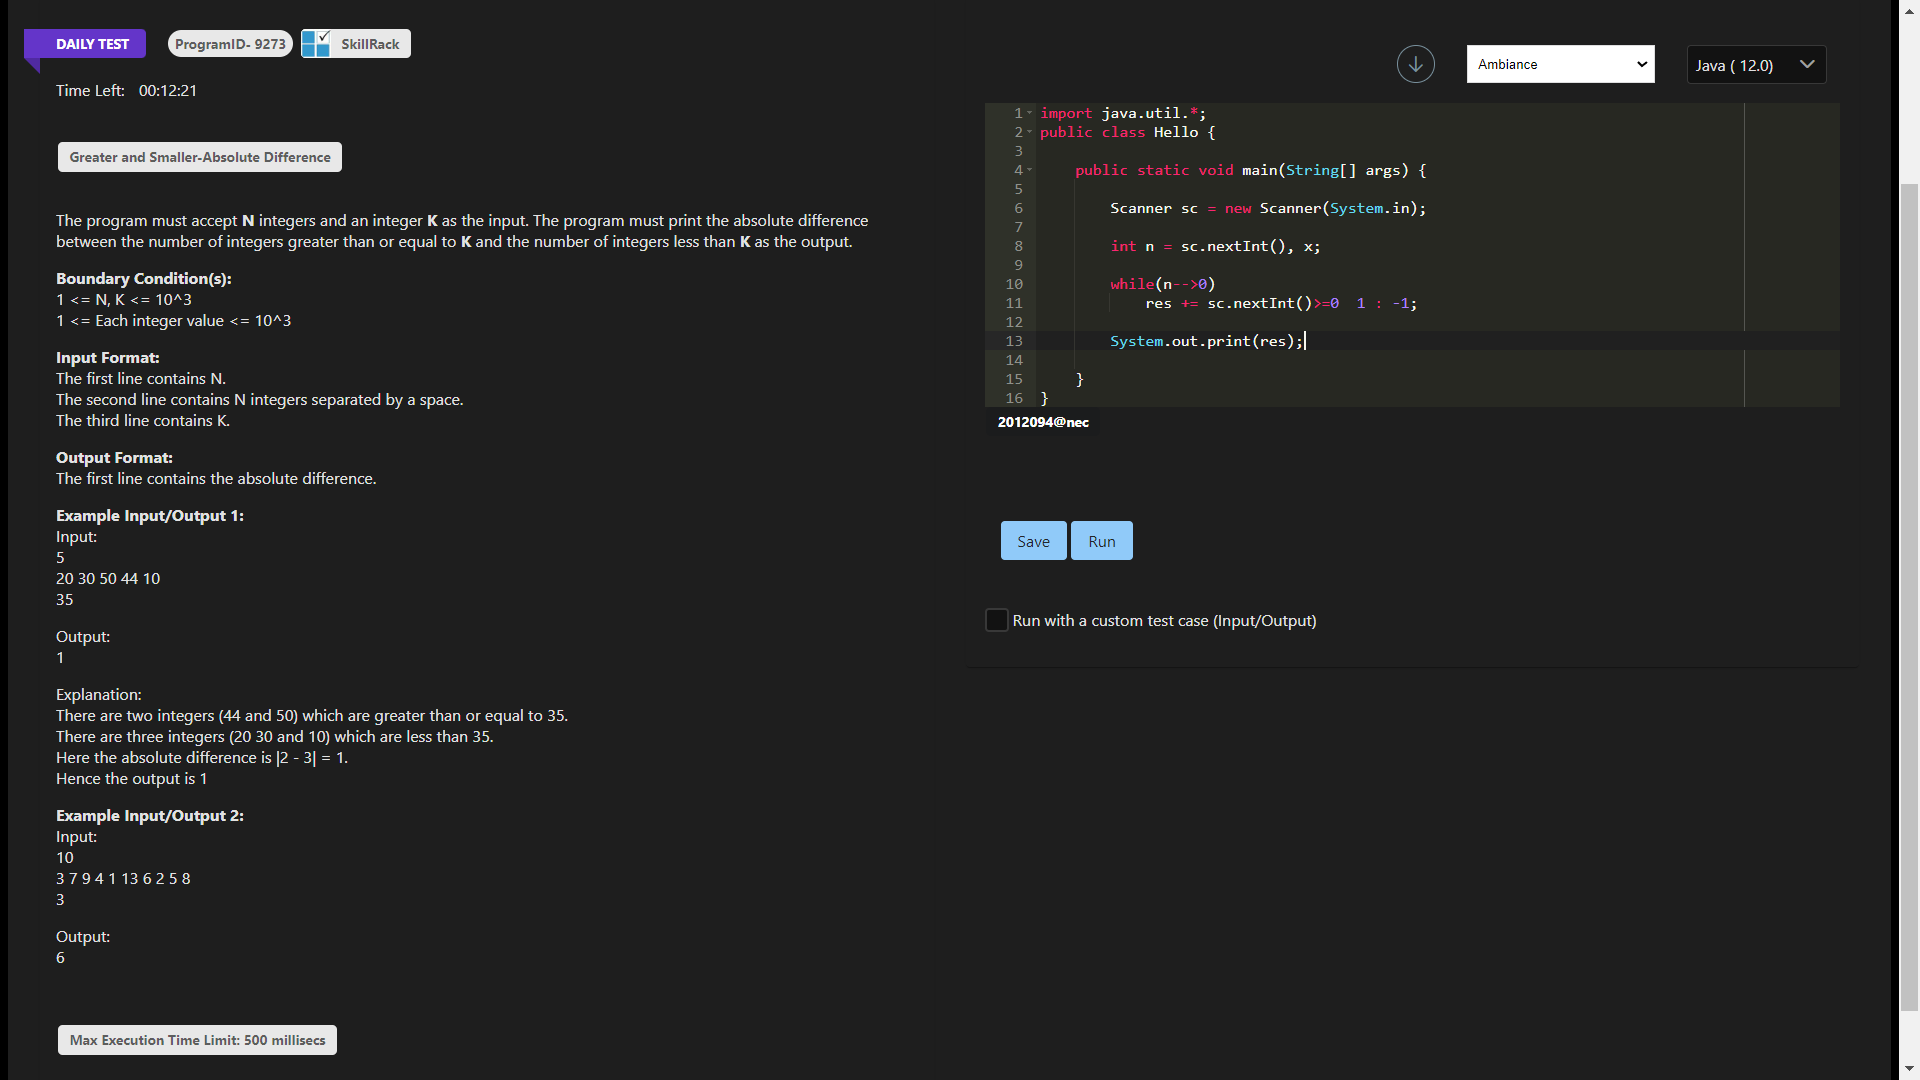 DAILY TEST
ProgramID- 9273
SkillRack
Time Left: 00:12:21
Greater and Smaller-Absolute Difference
The program must accept N integers and an integer K as the input. The program must print the absolute difference
between the number of integers greater than or equal to K and the number of integers less than K as the output.
Boundary Condition(s):
1 <= N, K <= 10^3
1 <= Each integer value <= 10^3
Input Format:
The first line contains N.
The second line contains N integers separated by a space.
The third line contains K.
Output Format:
The first line contains the absolute difference.
Example Input/Output 1:
Input:
5
20 30 50 44 10
35
Output:
1
Explanation:
There are two integers (44 and 50) which are greater than or equal to 35.
There are three integers (20 30 and 10) which are less than 35.
Here the absolute difference is |2 - 3| = 1.
Hence the output is 1
Example Input/Output 2:
Input:
10
3 7 9 4 1 13 6 2 5 8
3
Output:
6
Max Execution Time Limit: 500 millisecs
Ambiance
Java ( 12.0)
1 import java.util.*;
2 public class Hello {
3
4 public static void main(String[] args) {
5
6 Scanner sc = new Scanner(System.in);
7
8 int n = sc.nextInt(), x;
9
10 while(n-->0)
11 res += sc.nextInt()>=0  1 : -1;
12
13 System.out.print(res);
14
15 }
16 }
2012094@nec
Save
Run
Run with a custom test case (Input/Output)